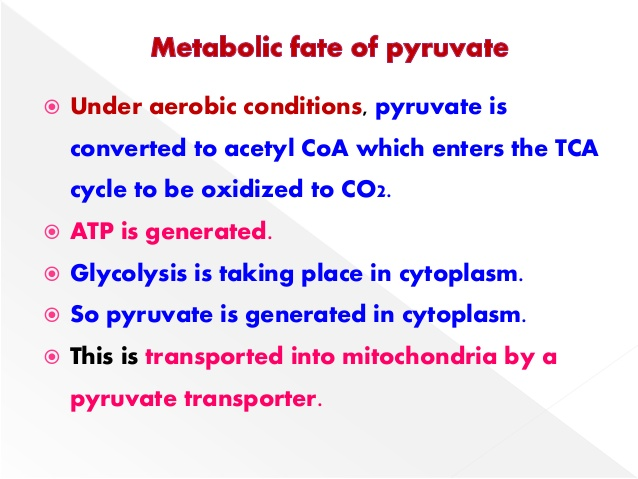 Metabolic fate of pyruvate
Under aerobic conditions, pyruvate is
converted to acetyl CoA which enters the TCA
cycle to be oxidized to CO2.
ATP is generated.
Glycolysis is taking place in cytoplasm.
So pyruvate is generated in cytoplasm.
This is transported into mitochondria by a
pyruvate transporter.